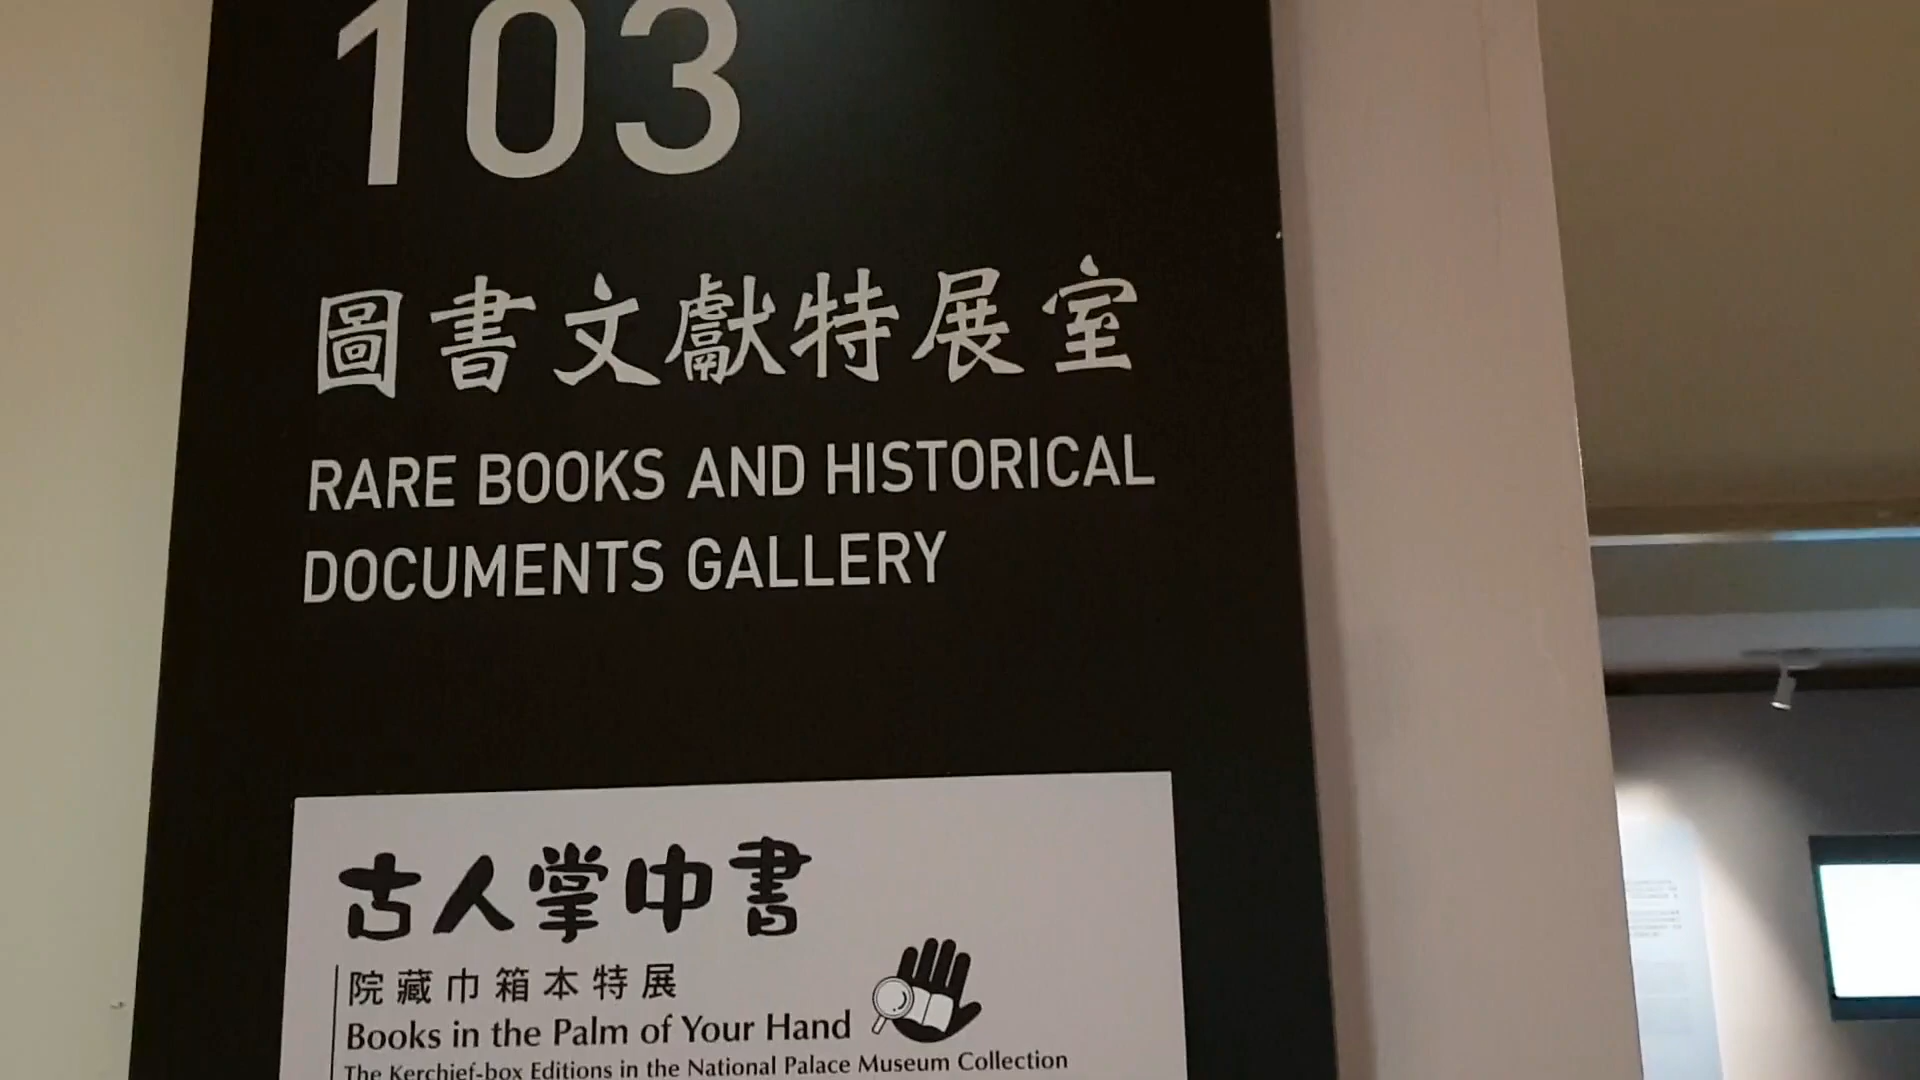 103
圖書文獻特展室
RARE BOOKS AND HISTORICAL
DOCUMENTS GALLERY
古人掌中書
院藏巾箱本特展
Books in the Palm of Your Hand
The Kerchief-box Editions in the National Palace Museum Collection